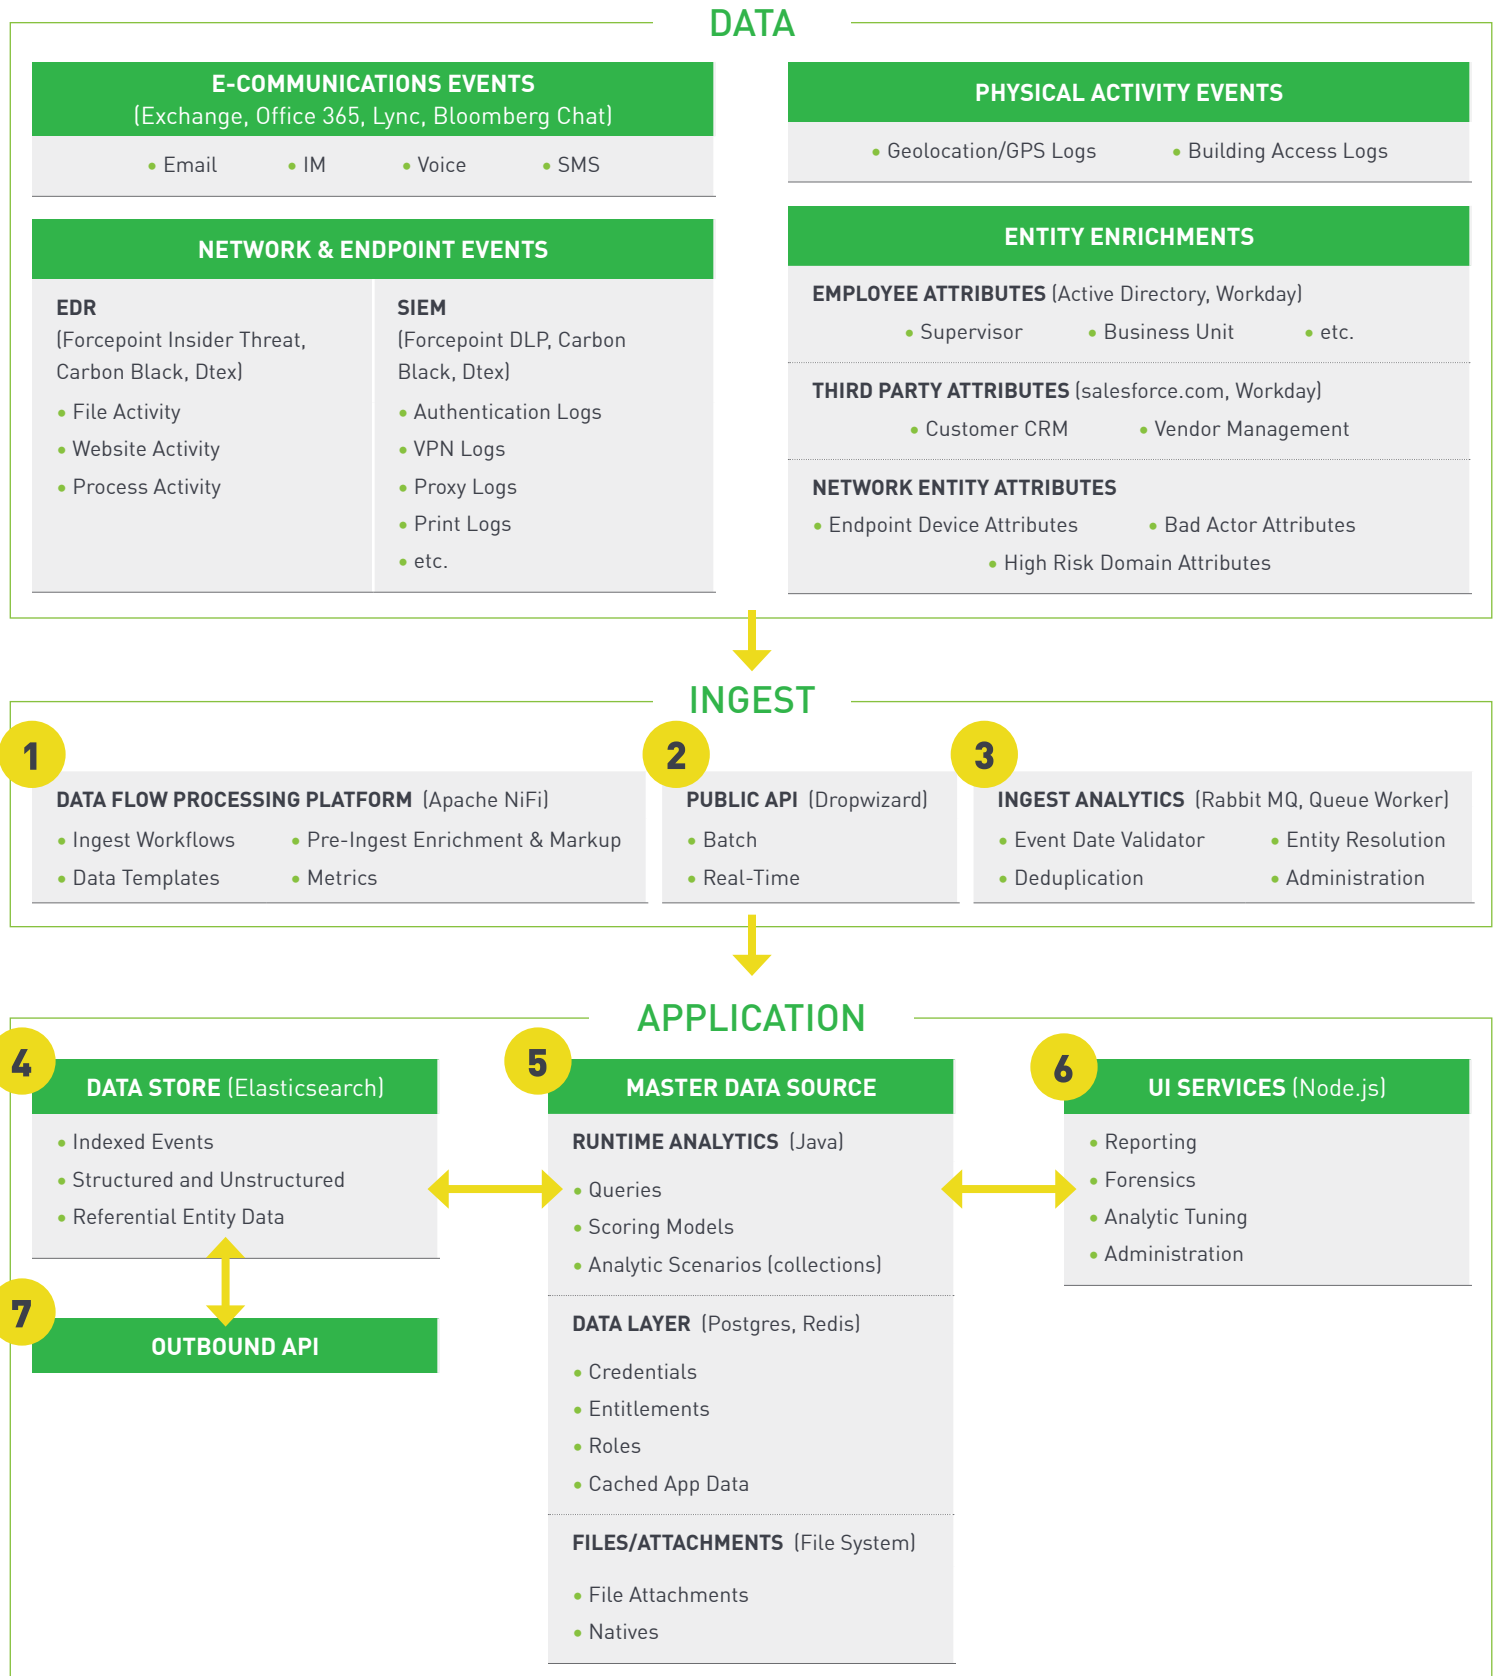 DATA
E-COMMUNICATIONS EVENTS
(Exchange, Office 365, Lync, Bloomberg Chat)
• Email • IM • Voice • SMS
NETWORK & ENDPOINT EVENTS
EDR
(Forcepoint Insider Threat,
Carbon Black, Dtex)
• File Activity
• Website Activity
• Process Activity
SIEM
(Forcepoint DLP, Carbon
Black, Dtex)
• Authentication Logs
• VPN Logs
• Proxy Logs
• Print Logs
• etc.
PHYSICAL ACTIVITY EVENTS
• Geolocation/GPS Logs • Building Access Logs
ENTITY ENRICHMENTS
EMPLOYEE ATTRIBUTES (Active Directory, Workday)
• Supervisor • Business Unit • etc.
THIRD PARTY ATTRIBUTES (salesforce.com, Workday)
• Customer CRM • Vendor Management
NETWORK ENTITY ATTRIBUTES
• Endpoint Device Attributes • Bad Actor Attributes
• High Risk Domain Attributes
INGEST
1
DATA FLOW PROCESSING PLATFORM (Apache NiFi)
• Ingest Workflows • Pre-Ingest Enrichment & Markup
• Data Templates • Metrics
2
PUBLIC API (Dropwizard)
• Batch
• Real-Time
3
INGEST ANALYTICS (Rabbit MQ, Queue Worker)
• Event Date Validator • Entity Resolution
• Deduplication • Administration
APPLICATION
4
DATA STORE (Elasticsearch)
• Indexed Events
• Structured and Unstructured
• Referential Entity Data
7
OUTBOUND API
5
MASTER DATA SOURCE
RUNTIME ANALYTICS (Java)
• Queries
• Scoring Models
• Analytic Scenarios (collections)
DATA LAYER (Postgres, Redis)
• Credentials
• Entitlements
• Roles
• Cached App Data
FILES/ATTACHMENTS (File System)
• File Attachments
• Natives
6
UI SERVICES (Node.js)
• Reporting
• Forensics
• Analytic Tuning
• Administration